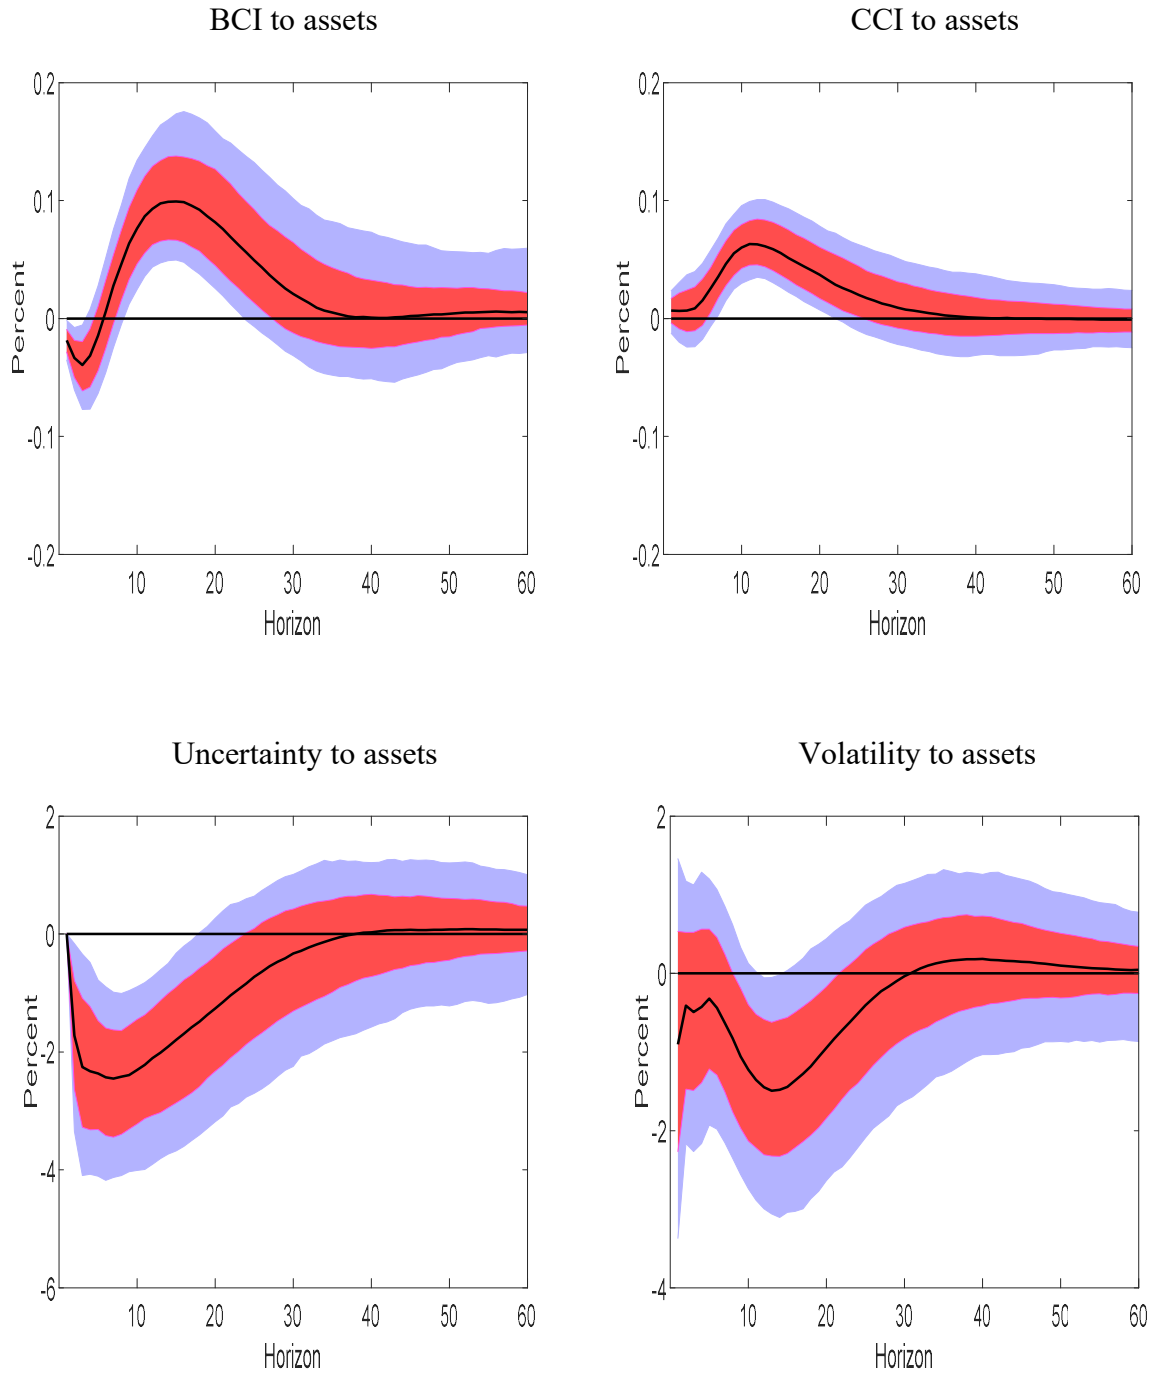 BCI to assets
0.2
0.1
0
-0.1
-0.2
Percent
10 20 30 40 50 60
Horizon
CCI to assets
0.2
0.1
0
-0.1
-0.2
Percent
10 20 30 40 50 60
Horizon
Uncertainty to assets
2
0
-2
-4
-6
Percent
10 20 30 40 50 60
Horizon
Volatility to assets
2
0
-2
-4
Percent
10 20 30 40 50 60
Horizon